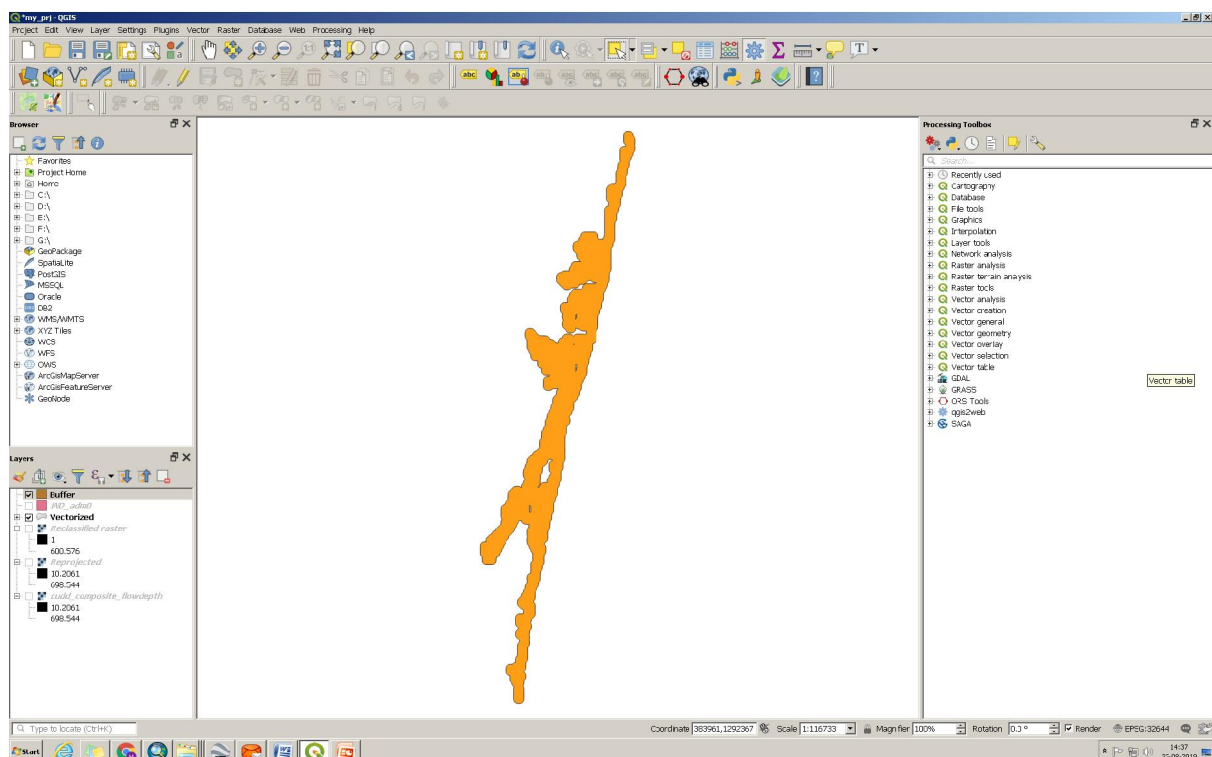 *my_prj - QGIS
Project Edit View Layer Settings Plugins Vector Raster Database Web Processing Help
abc abc
Browser
Favorites
Project Home
Home
C:\
D:\
E:\
F:\
G:\
GeoPackage
SpatiaLite
PostGIS
MSSQL
Oracle
DB2
WMS/WMTS
XYZ Tiles
WCS
WFS
OWS
ArcGisMapServer
ArcGisFeatureServer
GeoNode
Layers
Buffer
IND_adm0
Vectorized
Reclassified raster
1
600.576
Reprojected
10.2061
698.544
cudd_composite_flowdepth
10.2061
698.544
Processing Toolbox
Search...
Recently used
Cartography
Database
File tools
Graphics
Interpolation
Layer tools
Network analysis
Raster analysis
Raster terrain analysis
Raster tools
Vector analysis
Vector creation
Vector general
Vector geometry
Vector overlay
Vector selection
Vector table
GDAL
Vector table
GRASS
ORS Tools
qgis2web
SAGA
Type to locate (Ctrl+K)
Coordinate 383961,1292367 Scale 1:116733 Magnifier 100% Rotation 0.0 ° Render EPSG:32644
Start
14:37